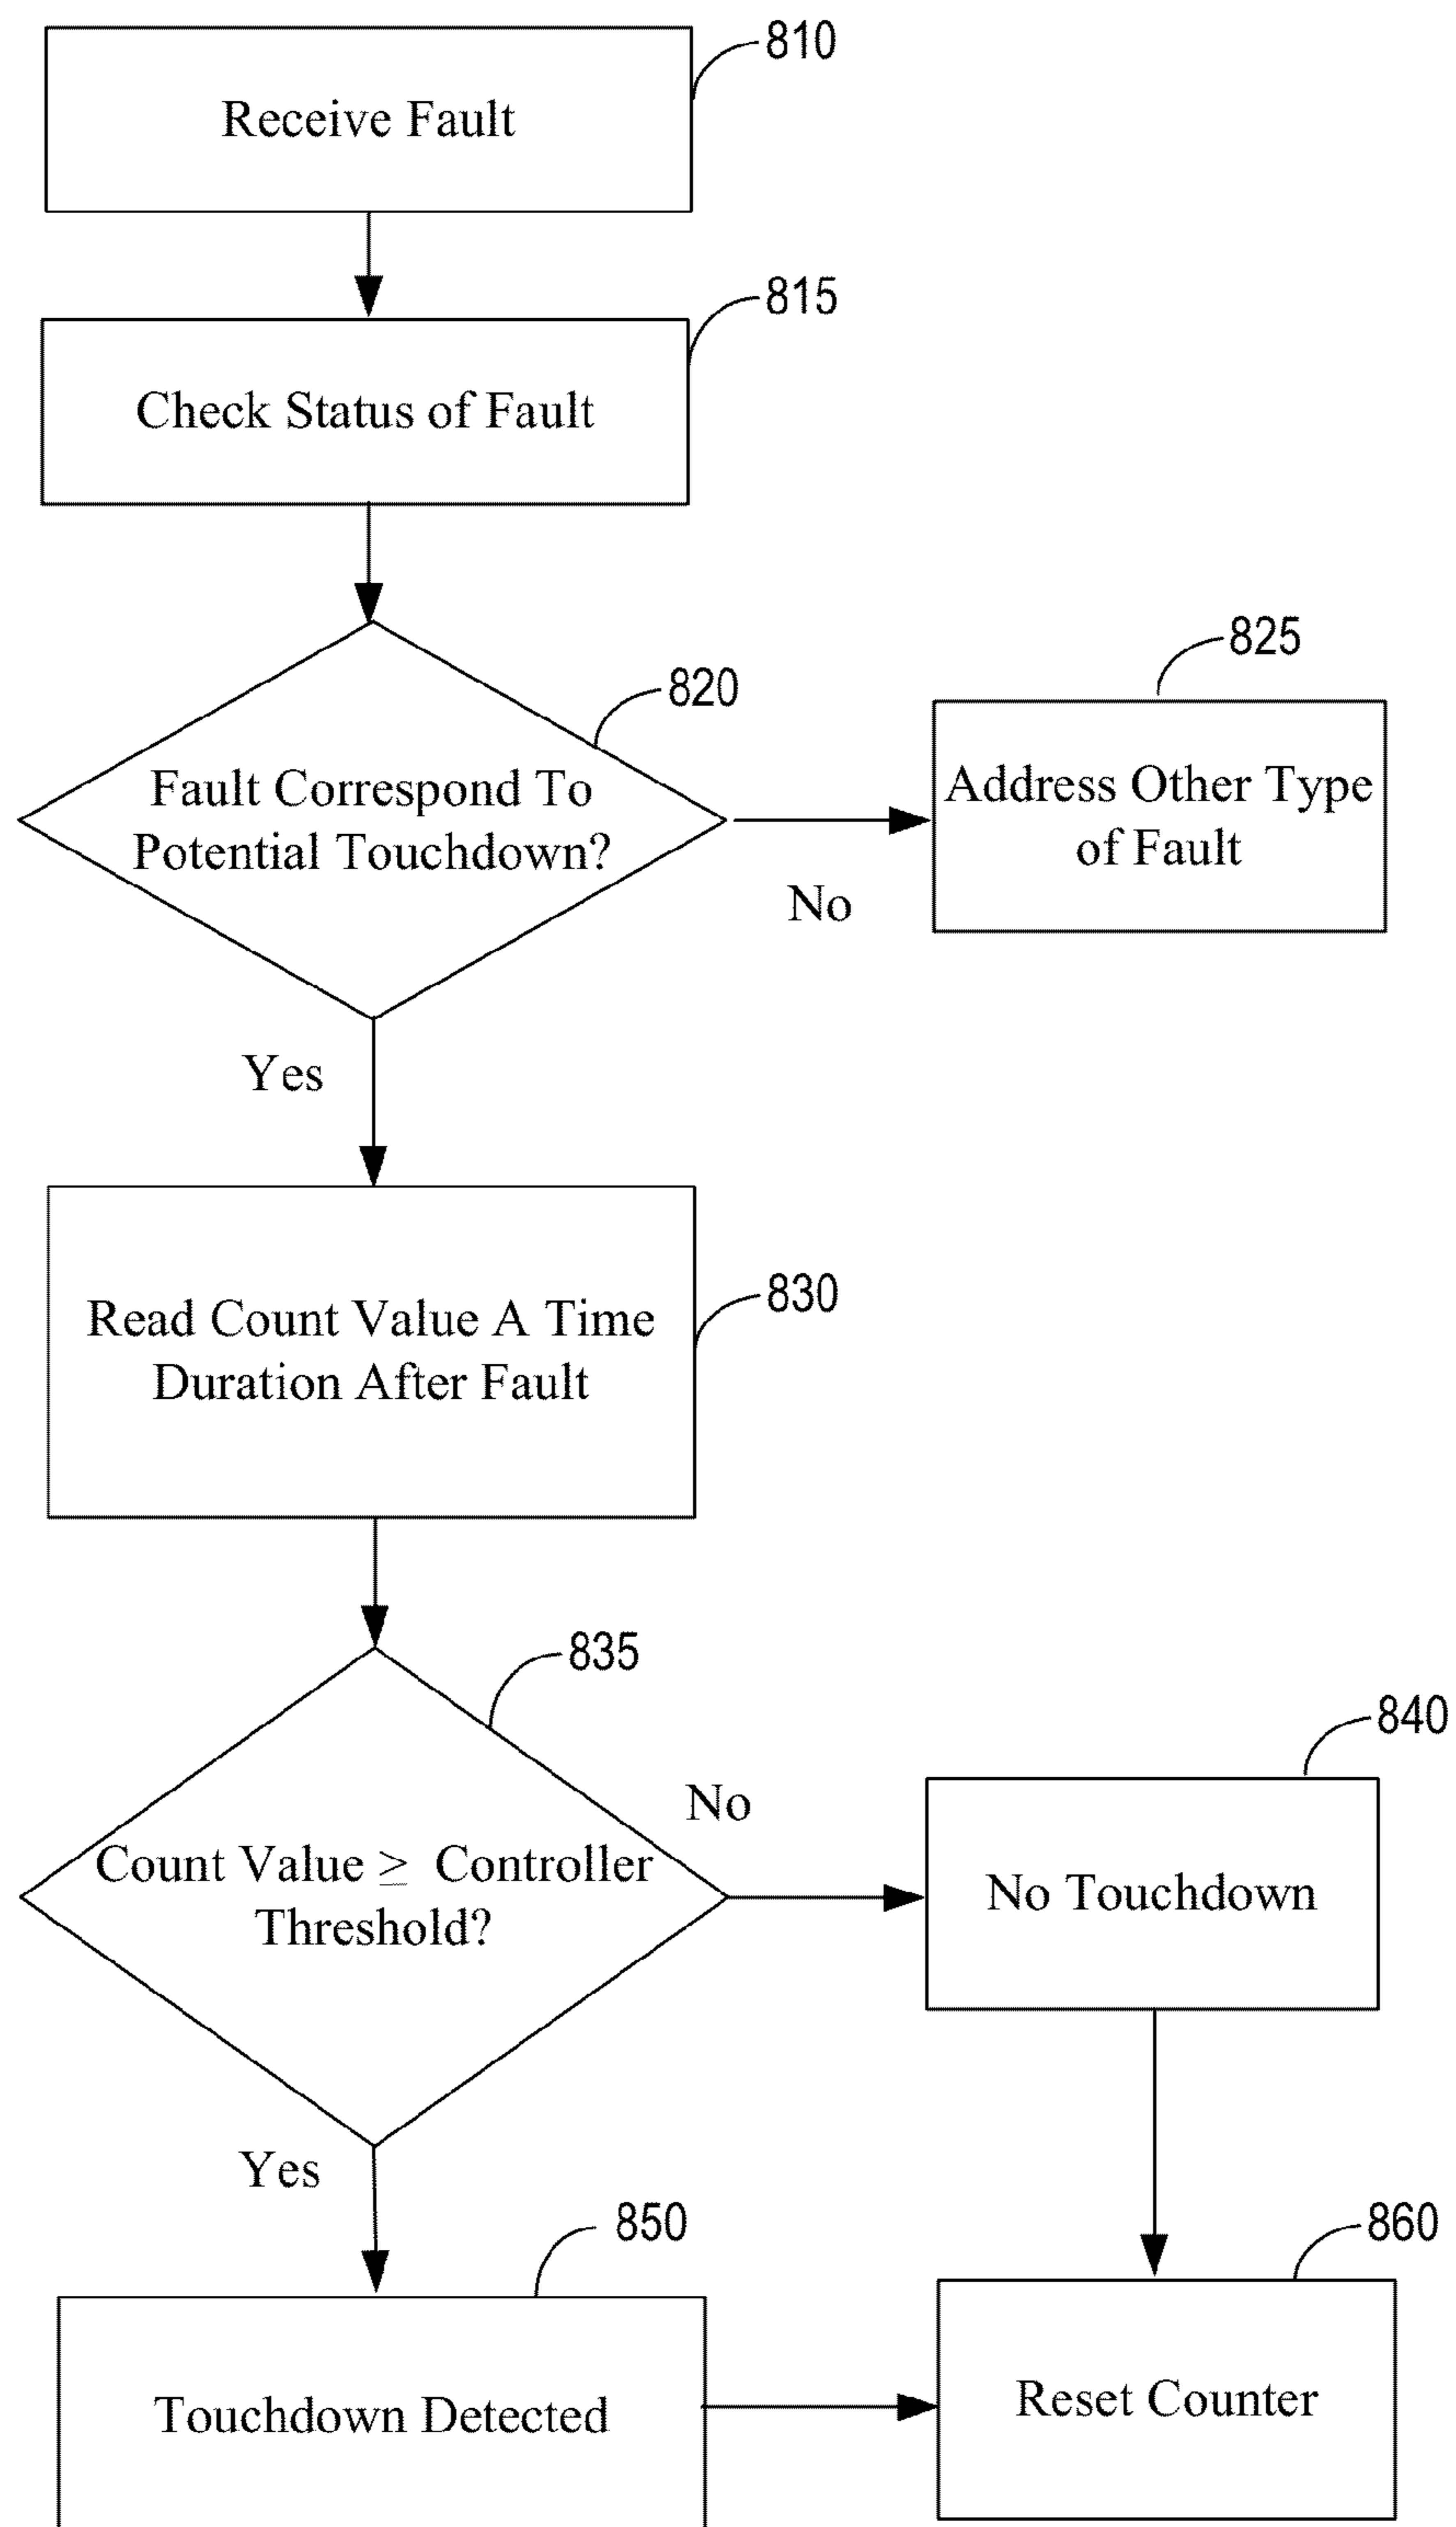 810
Receive Fault
815
Check Status of Fault
820
Fault Correspond To
Potential Touchdown?
825
Address Other Type
of Fault
No
Yes
830
Read Count Value A Time
Duration After Fault
835
Count Value ≥ Controller
Threshold?
No
840
No Touchdown
Yes
850
Touchdown Detected
860
Reset Counter